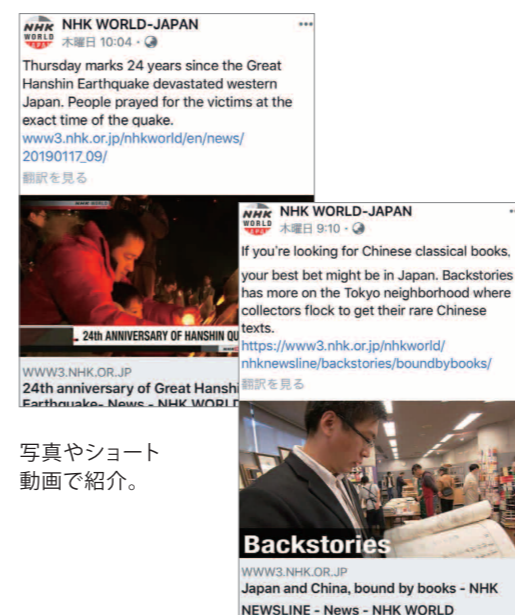 NHK WORLD JAPAN
NHK WORLD-JAPAN
木曜日 10:04
Thursday marks 24 years since the Great
Hanshin Earthquake devastated western
Japan. People prayed for the victims at the
exact time of the quake.
www3.nhk.or.jp/nhkworld/en/news/
20190117_09/
翻訳を見る
24th ANNIVERSARY OF HANSHIN QU
WWW3.NHK.OR.JP
24th anniversary of Great Hanshi
Earthquake- News - NHK WORLD
写真やショート
動画で紹介。
NHK WORLD JAPAN
NHK WORLD-JAPAN
木曜日 9:10
If you're looking for Chinese classical books,
your best bet might be in Japan. Backstories
has more on the Tokyo neighborhood where
collectors flock to get their rare Chinese
texts.
https://www3.nhk.or.jp/nhkworld/
nhknewsline/backstories/boundbybooks/
翻訳を見る
Backstories
WWW3.NHK.OR.JP
Japan and China, bound by books - NHK
NEWSLINE - News - NHK WORLD